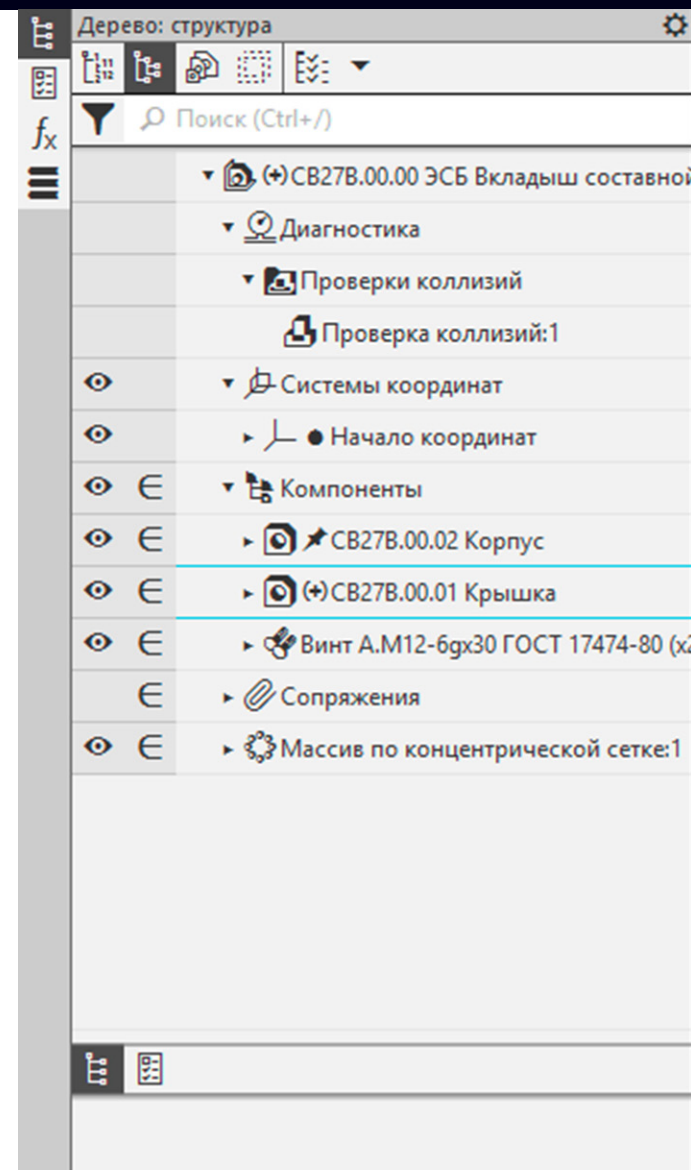 Дерево: структура
Поиск (Ctrl+/)
fx
(+) СВ27В.00.00 ЭСБ Вкладыш составной
Диагностика
Проверки коллизий
Проверка коллизий:1
Системы координат
Начало координат
Компоненты
СВ27В.00.02 Корпус
(+) СВ27В.00.01 Крышка
Винт А.М12-6gx30 ГОСТ 17474-80 (x2
Сопряжения
Массив по концентрической сетке:1